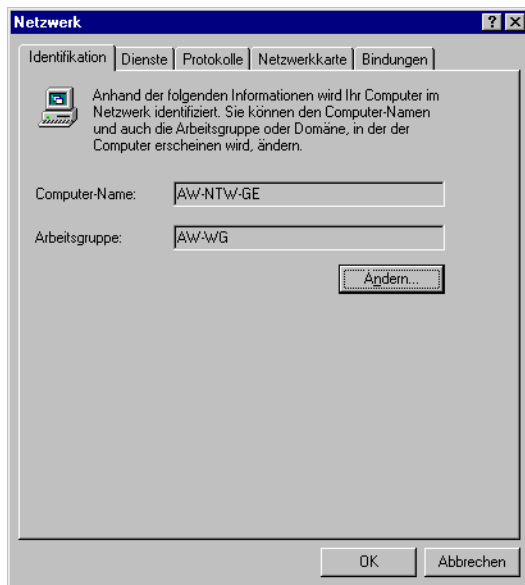 Netzwerk
Identifikation Dienste Protokolle Netzwerkkarte Bindungen
Anhand der folgenden Informationen wird Ihr Computer im
Netzwerk identifiziert. Sie können den Computer-Namen
und auch die Arbeitsgruppe oder Domäne, in der der
Computer erscheinen wird, ändern.
Computer-Name: AW-NTW-GE
Arbeitsgruppe: AW-WG
Ändern...
OK Abbrechen